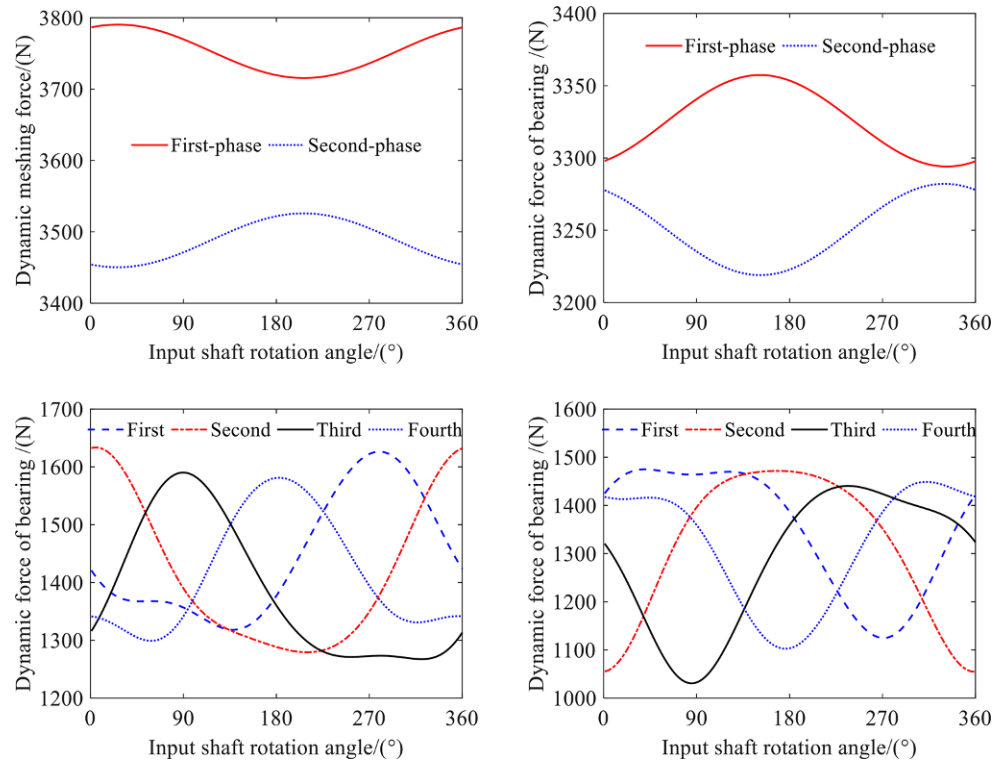 3800
3700
3600
3500
3400
Dynamic meshing force/(N)
First-phase Second-phase
0 90 180 270 360
Input shaft rotation angle/(°)
3400
3350
3300
3250
3200
Dynamic force of bearing /(N)
First-phase Second-phase
0 90 180 270 360
Input shaft rotation angle/(°)
1700
1600
1500
1400
1300
1200
Dynamic force of bearing /(N)
First Second Third Fourth
0 90 180 270 360
Input shaft rotation angle/(°)
1600
1500
1400
1300
1200
1100
1000
Dynamic force of bearing /(N)
First Second Third Fourth
0 90 180 270 360
Input shaft rotation angle/(°)